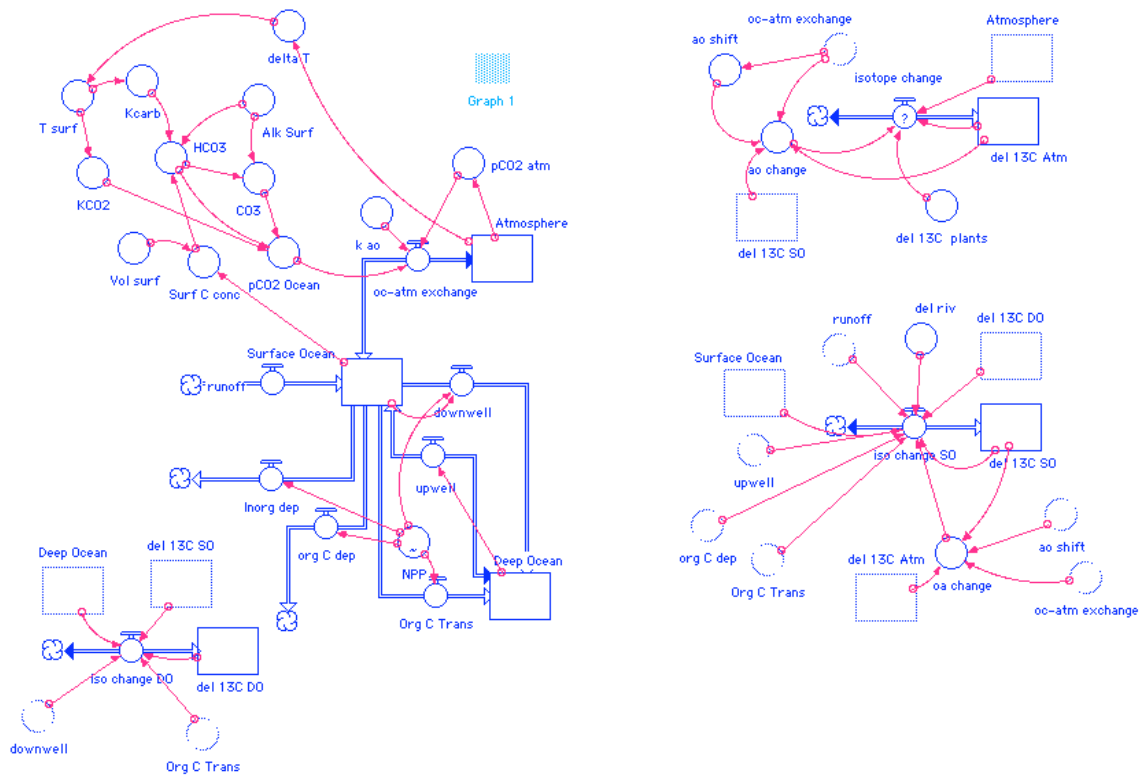 delta T
Graph 1
T surf
Kcarb
Alk Surf
HCO3
KCO2
CO3
pCO2 atm
Atmosphere
k ao
Vol surf
Surf C conc
pCO2 Ocean
oc-atm exchange
Surface Ocean
runoff
downwell
Inorg dep
upwell
org C dep
NPP
~
Deep Ocean
Org C Trans
Deep Ocean
del 13C SO
iso change DO
del 13C DO
downwell
Org C Trans
oc-atm exchange
Atmosphere
ao shift
isotope change
?
ao change
del 13C Atm
del 13C SO
del 13C plants
runoff
del riv
del 13C DO
Surface Ocean
iso change SO
del 13C SO
upwell
org C dep
Org C Trans
del 13C Atm
oa change
ao shift
oc-atm exchange